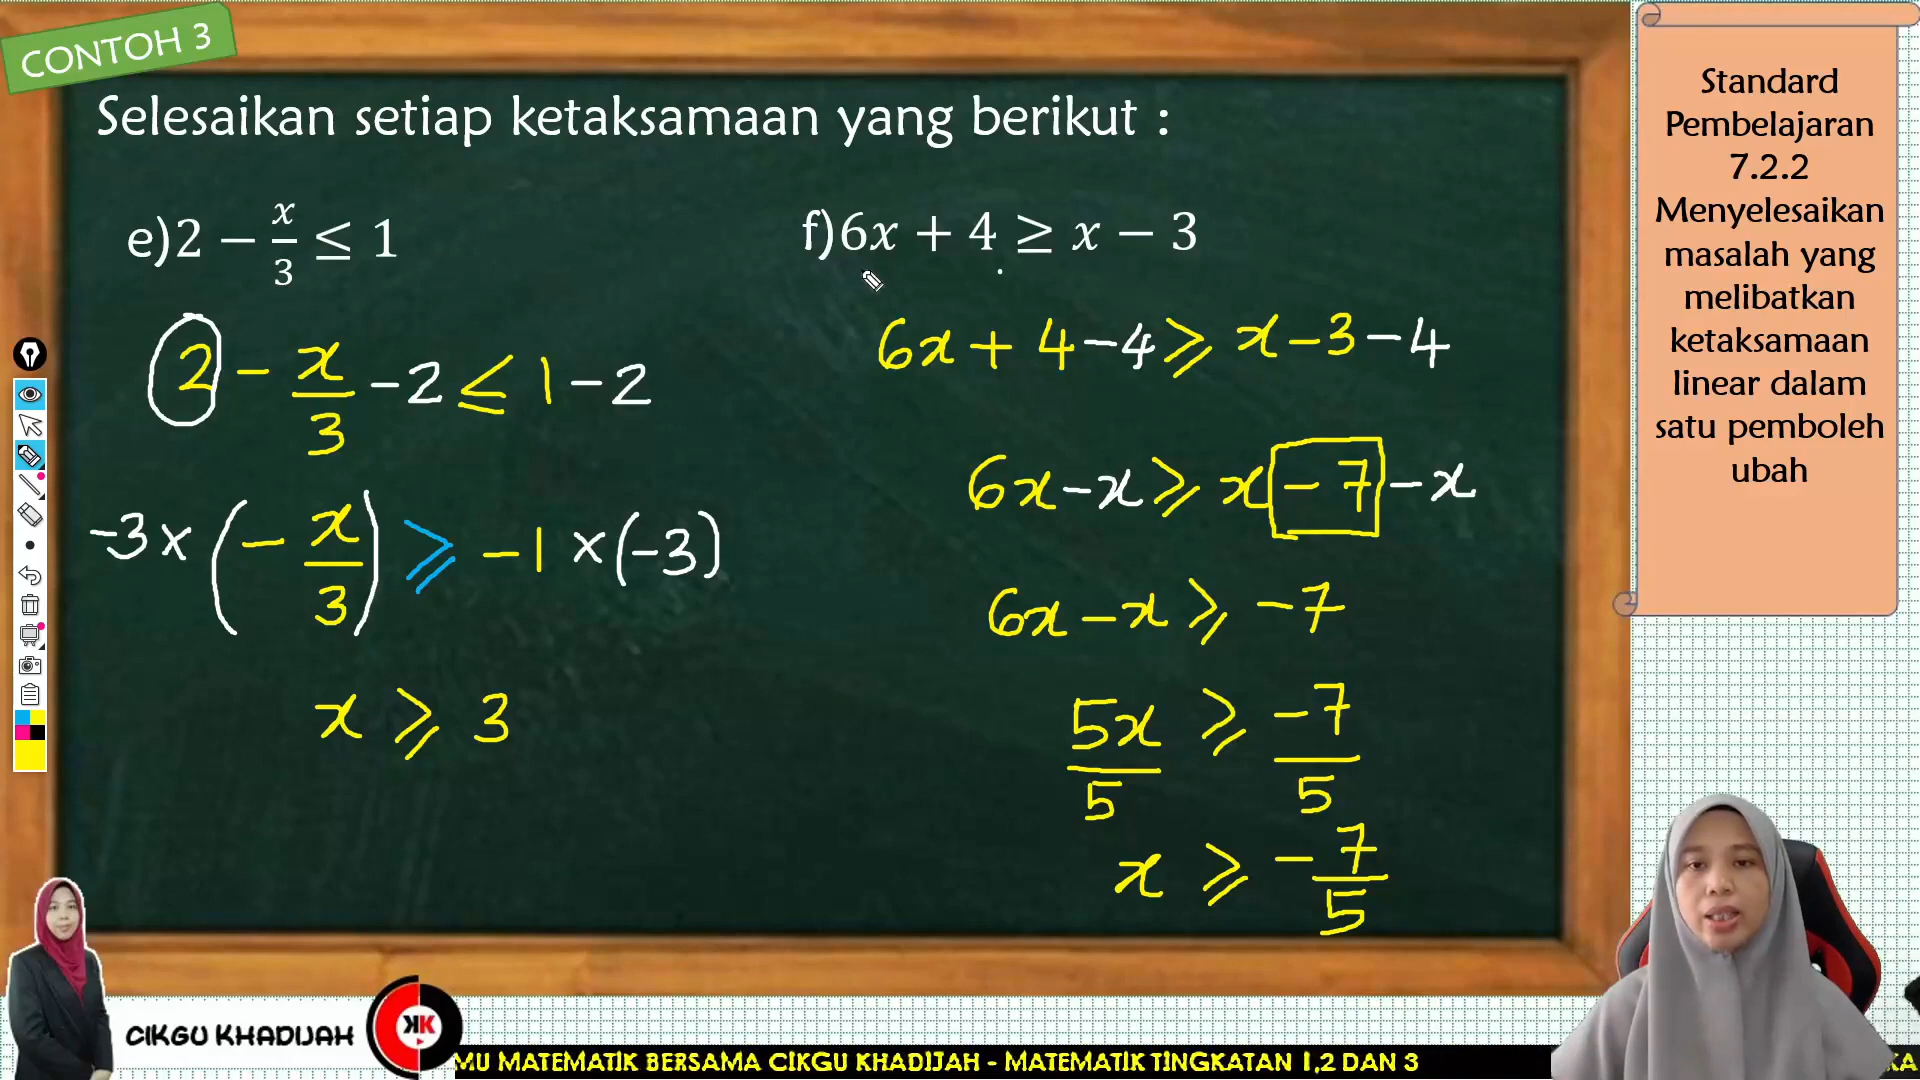 CONTOH 3
Selesaikan setiap ketaksamaan yang berikut :
e) 2 − x/3 ≤ 1
2 − x/3 − 2 ≤ 1 − 2
−3 × (− x/3) ⩾ −1 × (−3)
x ⩾ 3
f) 6x + 4 ≥ x − 3
6x + 4 − 4 ⩾ x − 3 − 4
6x − x ⩾ x − 7 − x
6x − x ⩾ −7
5x/5 ⩾ −7/5
x ⩾ −7/5
Standard
Pembelajaran
7.2.2
Menyelesaikan
masalah yang
melibatkan
ketaksamaan
linear dalam
satu pemboleh
ubah
CIKGU KHADIJAH
KK
MU MATEMATIK BERSAMA CIKGU KHADIJAH - MATEMATIK TINGKATAN 1,2 DAN 3
KA